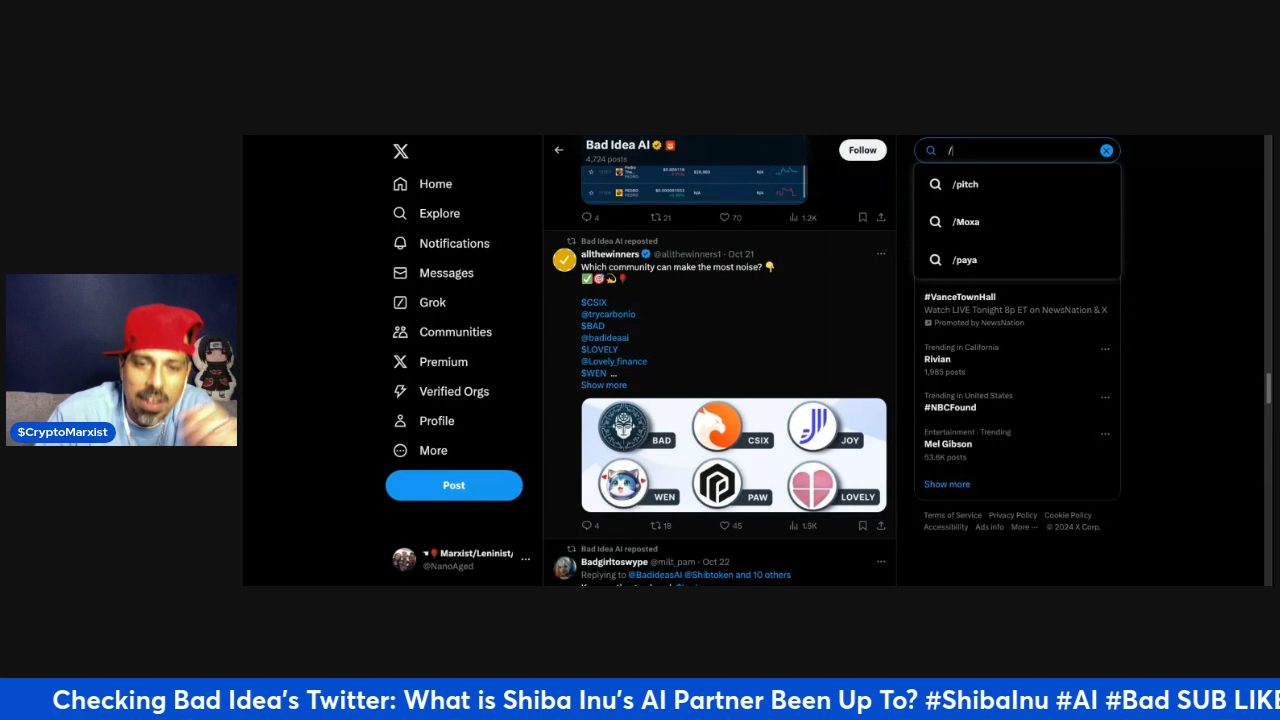 Home
Explore
Notifications
Messages
Grok
Communities
Premium
Verified Orgs
Profile
More
Post
Marxist/Leninist/
@NanoAged
Bad Idea AI
4,724 posts
Follow
4 21 70 1.2K
Bad Idea AI reposted
allthewinners @allthewinners1 · Oct 21
Which community can make the most noise? 👇
✅🎯💫🌹
$CSIX
@trycarbonio
$BAD
@badideaai
$LOVELY
@Lovely_finance
$WEN ...
Show more
BAD CSIX JOY
WEN PAW LOVELY
4 18 45 1.5K
Bad Idea AI reposted
Badgirltoswype @milt_pam · Oct 22
Replying to @BadideasAI @Shibtoken and 10 others
/
/pitch
/Moxa
/paya
#VanceTownHall
Watch LIVE Tonight 8p ET on NewsNation & X
Promoted by NewsNation
Trending in California
Rivian
1,985 posts
Trending in United States
#NBCFound
Entertainment · Trending
Mel Gibson
53.6K posts
Show more
Terms of Service Privacy Policy Cookie Policy
Accessibility Ads info More ··· © 2024 X Corp.
$CryptoMarxist
Checking Bad Idea's Twitter: What is Shiba Inu's AI Partner Been Up To? #ShibaInu #AI #Bad SUB LIKE